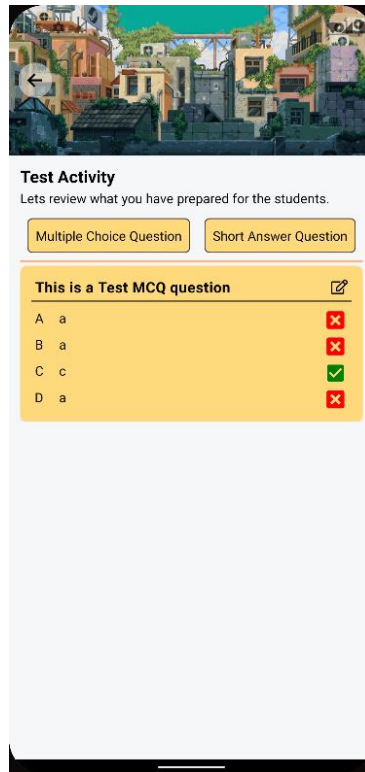 Test Activity
Lets review what you have prepared for the students.
Multiple Choice Question Short Answer Question
This is a Test MCQ question
A a
B a
C c
D a